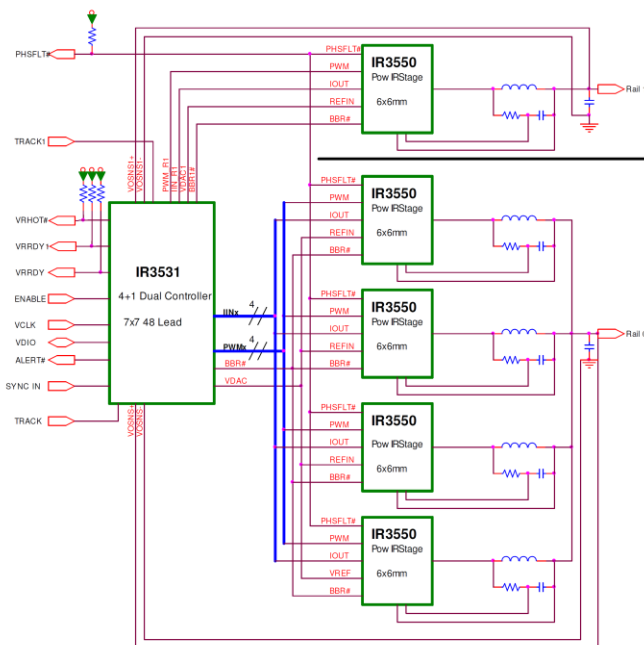 PHSFLT#
TRACK1
VOSNS1+
VOSNS1-
PWM_R1
IIN_R1
VDAC1
BBR1#
VRHOT#
VRRDY1
VRRDY
ENABLE
VCLK
VDIO
ALERT#
SYNC IN
TRACK
IR3531
4+1 Dual Controller
7x7 48 Lead
IINx
4
PWMx
4
BBR#
VDAC
VOSNS+
VOSNS-
PHSFLT#
PWM
IOUT
REFIN
BBR#
IR3550
Pow IRStage
6x6mm
Rail
PHSFLT#
PWM
IOUT
REFIN
BBR#
IR3550
Pow IRStage
6x6mm
PHSFLT#
PWM
IOUT
REFIN
BBR#
IR3550
Pow IRStage
6x6mm
Rail
PHSFLT#
PWM
IOUT
REFIN
BBR#
IR3550
Pow IRStage
6x6mm
PHSFLT#
PWM
IOUT
VREF
BBR#
IR3550
Pow IRStage
6x6mm